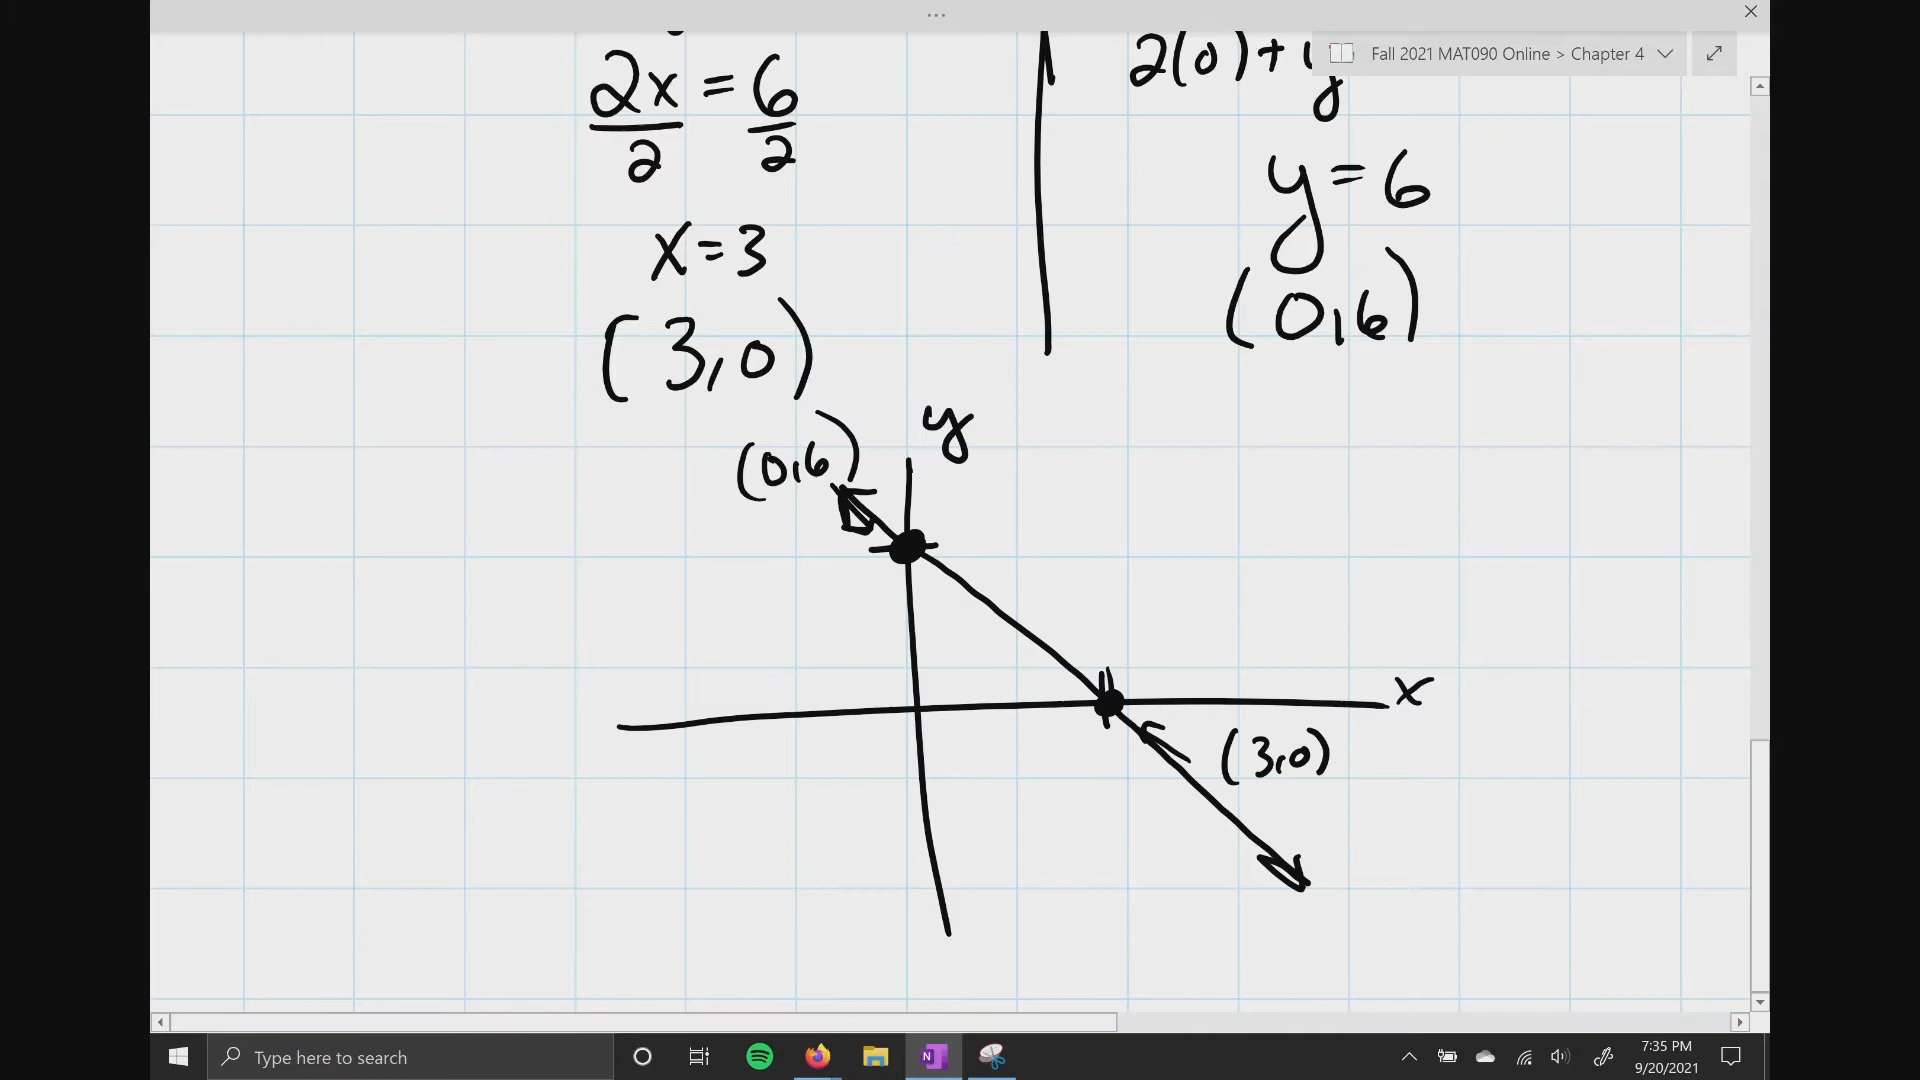 Fall 2021 MAT090 Online > Chapter 4
2x = 6
2 2
x = 3
(3,0)
2(0) + y
y = 6
(0,6)
y
(0,6)
x
(3,0)
Type here to search
7:35 PM
9/20/2021